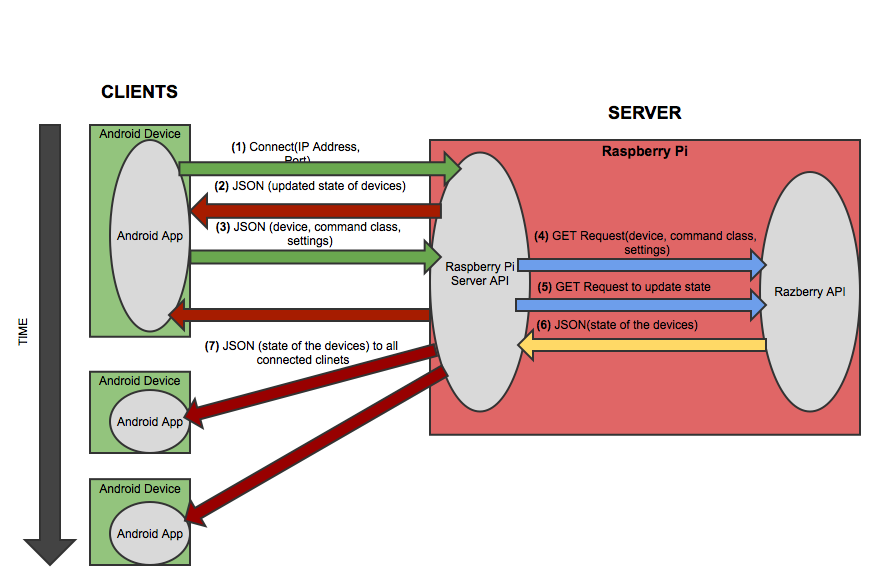 CLIENTS
SERVER
Android Device
Raspberry Pi
(1) Connect(IP Address,
Port)
(2) JSON (updated state of devices)
(3) JSON (device, command class,
settings)
Android App
(4) GET Request(device, command class,
settings)
Raspberry Pi
Server API
(5) GET Request to update state
Razberry API
(6) JSON(state of the devices)
TIME
(7) JSON (state of the devices) to all
connected clinets
Android Device
Android App
Android Device
Android App